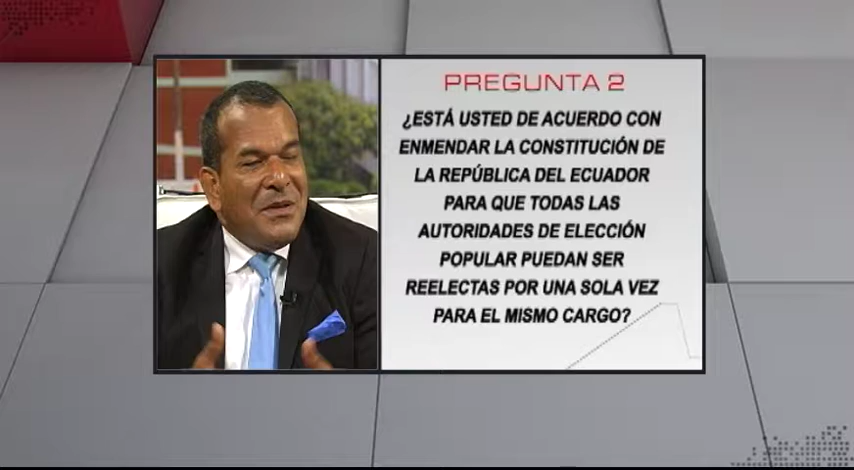 PREGUNTA 2
¿ESTÁ USTED DE ACUERDO CON
ENMENDAR LA CONSTITUCIÓN DE
LA REPÚBLICA DEL ECUADOR
PARA QUE TODAS LAS
AUTORIDADES DE ELECCIÓN
POPULAR PUEDAN SER
REELECTAS POR UNA SOLA VEZ
PARA EL MISMO CARGO?